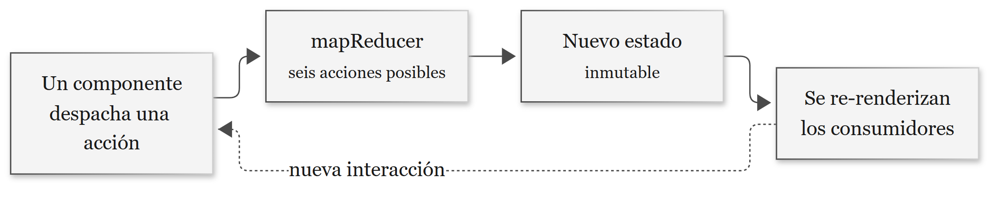 Un componente
despacha una
acción
mapReducer
seis acciones posibles
Nuevo estado
inmutable
Se re-renderizan
los consumidores
nueva interacción